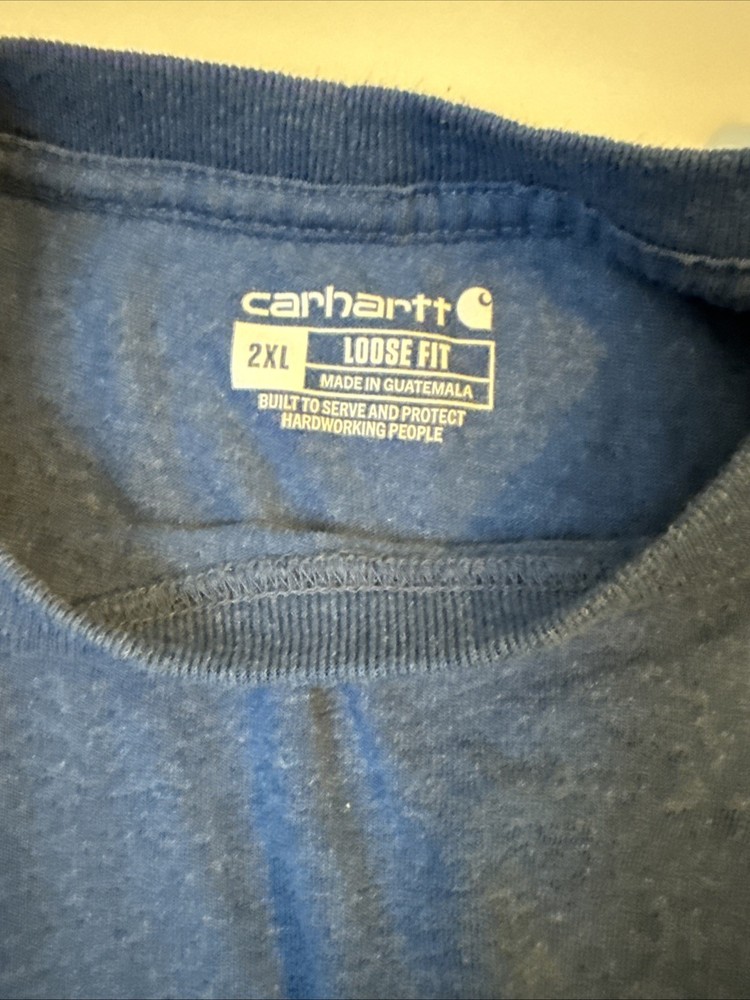 carhartt
2XL LOOSE FIT
MADE IN GUATEMALA
BUILT TO SERVE AND PROTECT
HARDWORKING PEOPLE